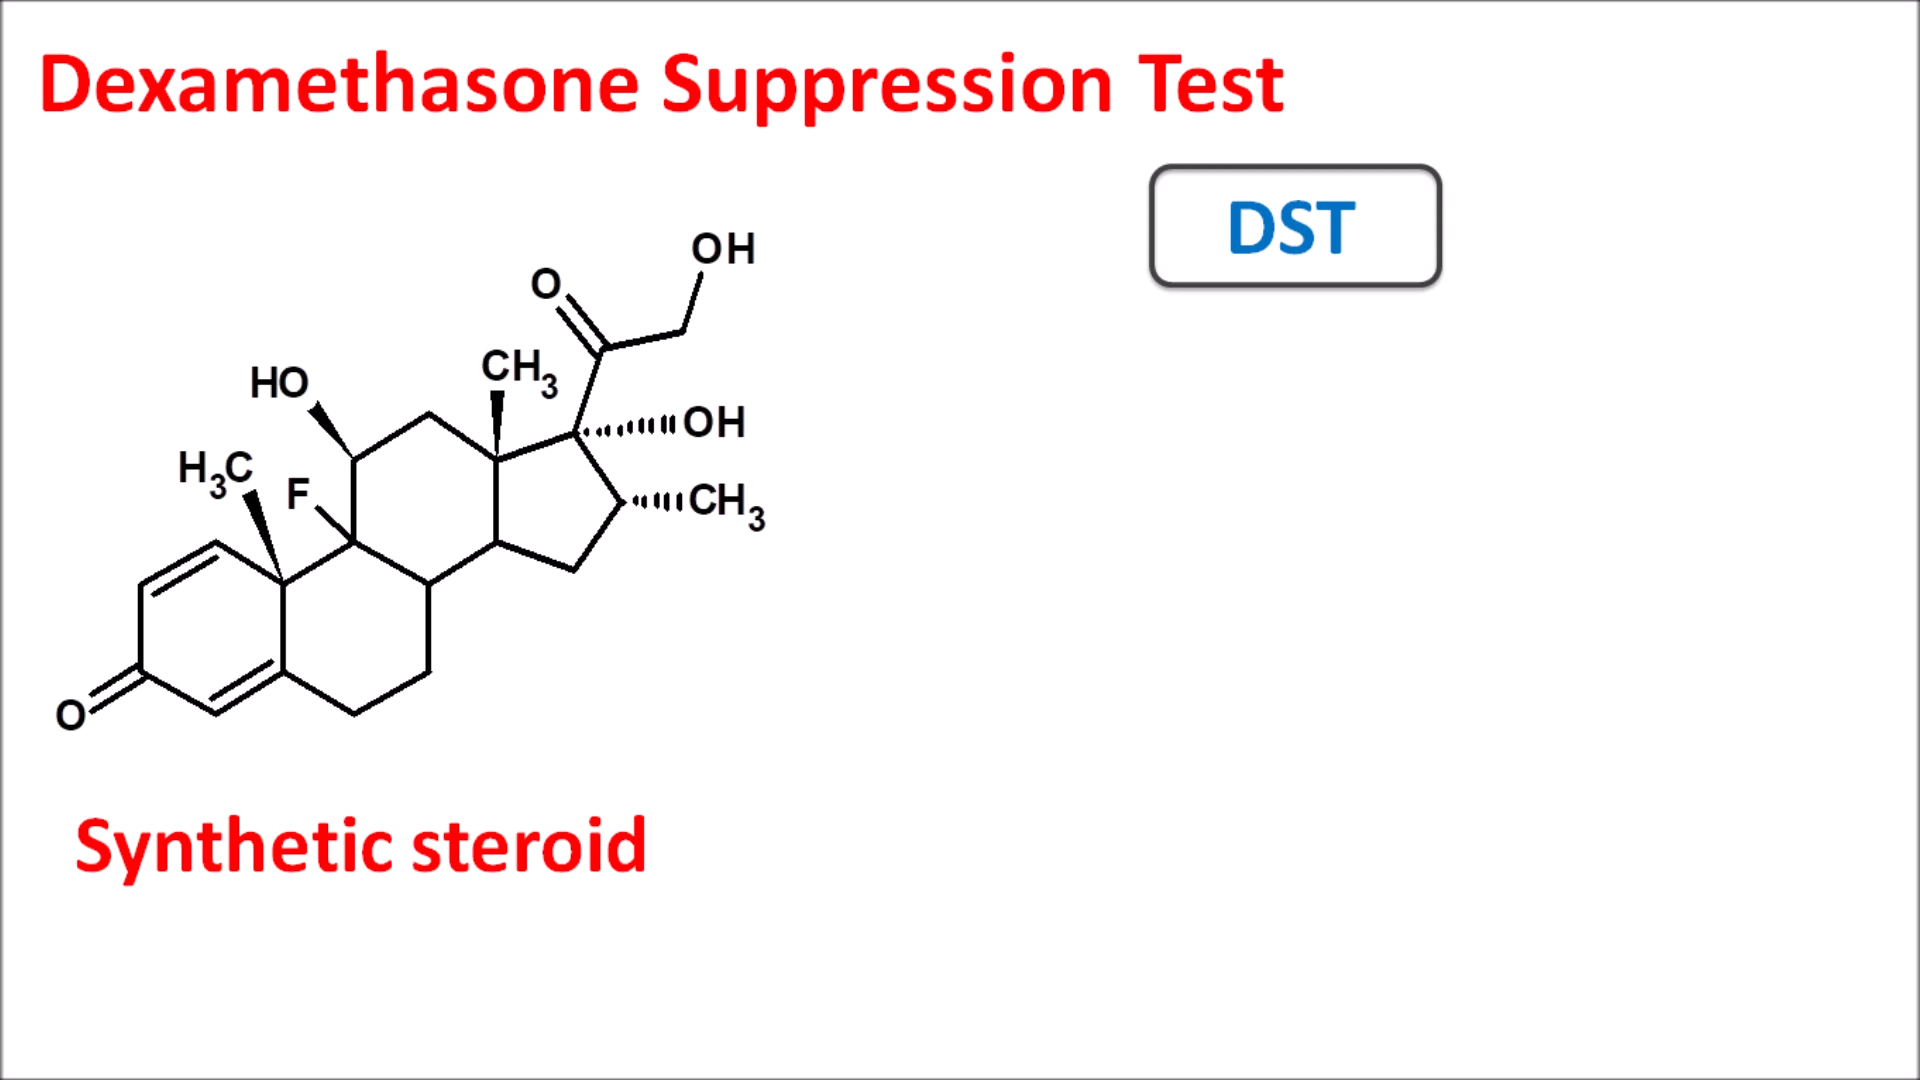 Dexamethasone Suppression Test
DST
OH
O
CH3
HO
OH
H3C
F
CH3
O
Synthetic steroid